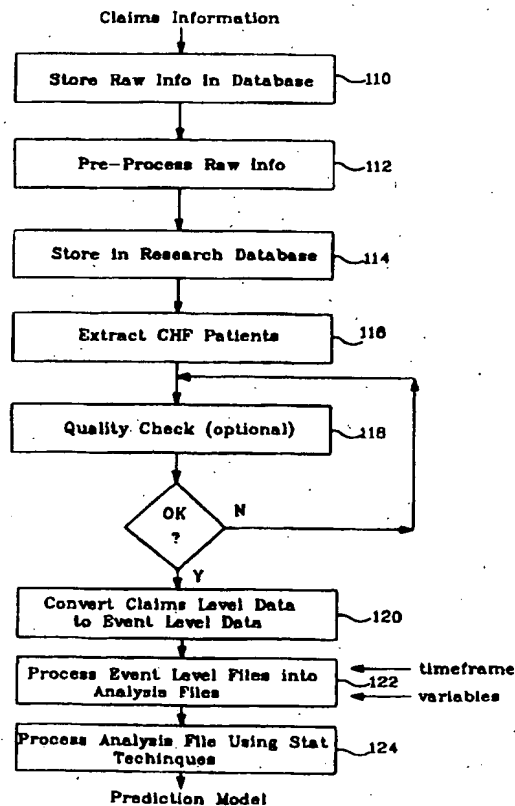 Claims Information
Store Raw Info in Database
110
Pre-Process Raw info
112
Store in Research Database
114
Extract CHF Patients
116
Quality Check (optional)
118
OK
?
N
Y
Convert Claims Level Data
to Event Level Data
120
Process Event Level Files into
Analysis Files
122
timeframe
variables
Process Analysis File Using Stat
Techinques
124
Prediction Model